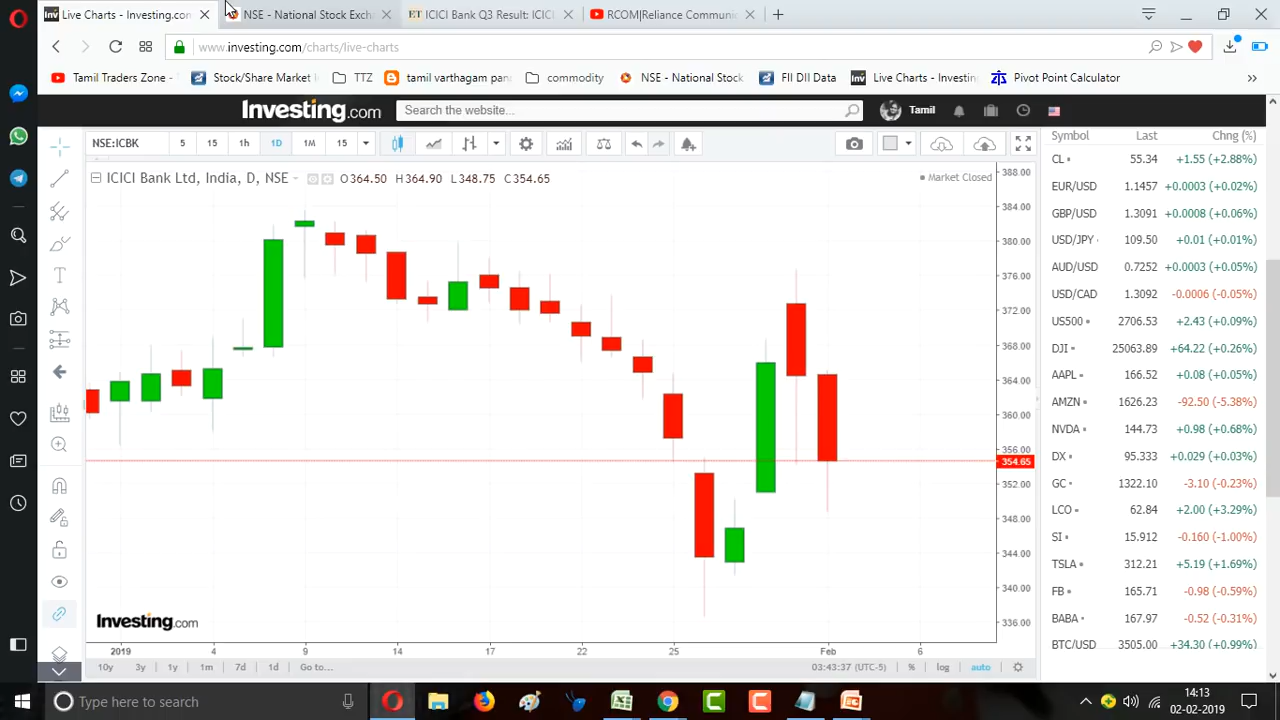 Live Charts - Investing.con
NSE - National Stock Exch
ET ICICI Bank Q3 Result: ICIC
RCOM|Reliance Communi
www.investing.com/charts/live-charts
Tamil Traders Zone -
Stock/Share Market I
TTZ
tamil varthagam pan
commodity
NSE - National Stock
FII DII Data
Inv Live Charts - Investin
Pivot Point Calculator
Investing.com
Search the website...
Tamil
NSE:ICBK
5 15 1h 1D 1M 15
ICICI Bank Ltd, India, D, NSE
O364.50 H364.90 L348.75 C354.65
Market Closed
388.00
384.00
380.00
376.00
372.00
368.00
364.00
360.00
356.00
354.65
352.00
348.00
344.00
340.00
336.00
Investing.com
2019 4 9 14 17 22 25 Feb 6
10y 3y 1y 1m 7d 1d Go to...
03:43:37 (UTC-5) % log auto
Symbol Last Chng (%)
CL 55.34 +1.55 (+2.88%)
EUR/USD 1.1457 +0.0003 (+0.02%)
GBP/USD 1.3091 +0.0008 (+0.06%)
USD/JPY 109.50 +0.01 (+0.01%)
AUD/USD 0.7252 +0.0003 (+0.05%)
USD/CAD 1.3092 -0.0006 (-0.05%)
US500 2706.53 +2.43 (+0.09%)
DJI 25063.89 +64.22 (+0.26%)
AAPL 166.52 +0.08 (+0.05%)
AMZN 1626.23 -92.50 (-5.38%)
NVDA 144.73 +0.98 (+0.68%)
DX 95.333 +0.029 (+0.03%)
GC 1322.10 -3.10 (-0.23%)
LCO 62.84 +2.00 (+3.29%)
SI 15.912 -0.160 (-1.00%)
TSLA 312.21 +5.19 (+1.69%)
FB 165.71 -0.98 (-0.59%)
BABA 167.97 -0.52 (-0.31%)
BTC/USD 3505.00 +34.30 (+0.99%)
Type here to search
14:13
02-02-2019